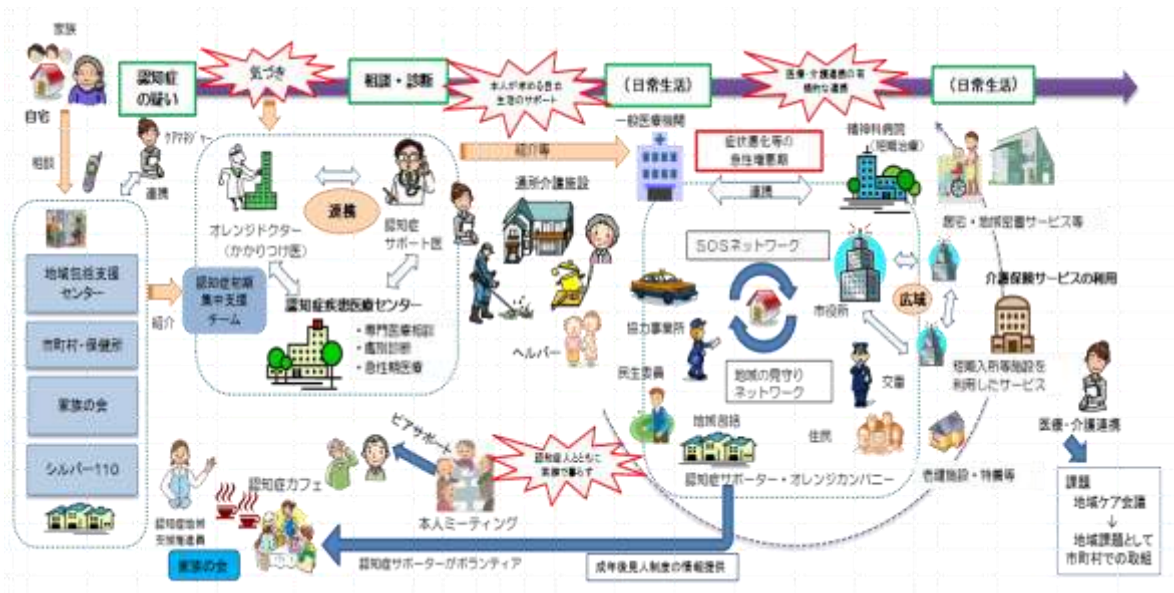 家族
自宅
相談
認知症
の疑い
気づき
相談・診断
本人が求める自立
生活のサポート
(日常生活)
医療・介護連携の有
機的な連携
(日常生活)
ケアマネジャー
連携
地域包括支援
センター
市町村・保健所
家族の会
シルバー110
紹介
オレンジドクター
(かかりつけ医)
連携
認知症
サポート医
認知症初期
集中支援
チーム
認知症疾患医療センター
・専門医療相談
・鑑別診断
・急性期医療
紹介等
通所介護施設
ヘルパー
一般医療機関
症状悪化等の
急性増悪期
連携
精神科病院
(短期治療)
SOSネットワーク
協力事業所
市役所
広域
民生委員
地域の見守り
ネットワーク
交番
地域包括
住民
認知症サポーター・オレンジカンパニー
居宅・地域密着サービス等
介護保険サービスの利用
短期入所等施設を
利用したサービス
老健施設・特養等
医療・介護連携
課題
地域ケア会議
↓
地域課題として
市町村での取組
ピアサポート
本人ミーティング
認知症カフェ
認知症地域
支援推進員
家族の会
認知症サポーターがボランティア
成年後見人制度の情報提供